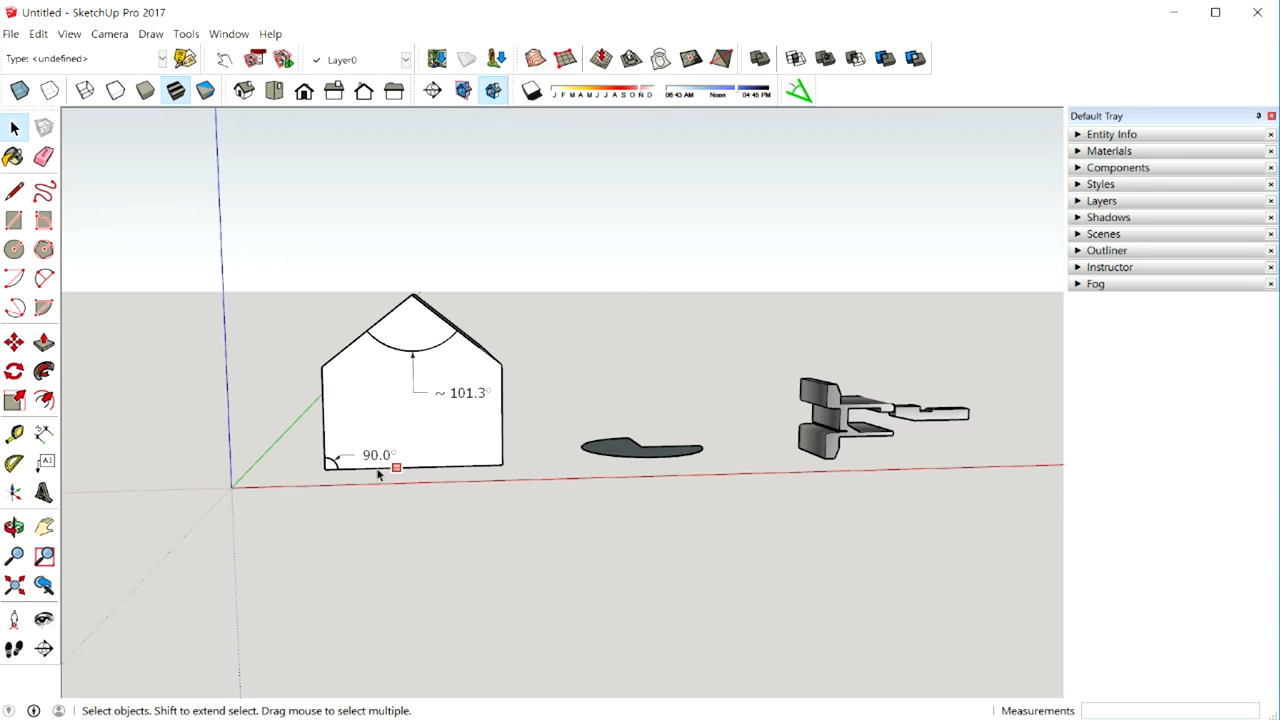 Untitled - SketchUp Pro 2017
File Edit View Camera Draw Tools Window Help
Type: <undefined>
✓ Layer0
J F M A M J J A S O N D
06:43 AM Noon 04:45 PM
Default Tray
Entity Info
Materials
Components
Styles
Layers
Shadows
Scenes
Outliner
Instructor
Fog
~ 101.3°
90.0°
A1
Select objects. Shift to extend select. Drag mouse to select multiple.
Measurements